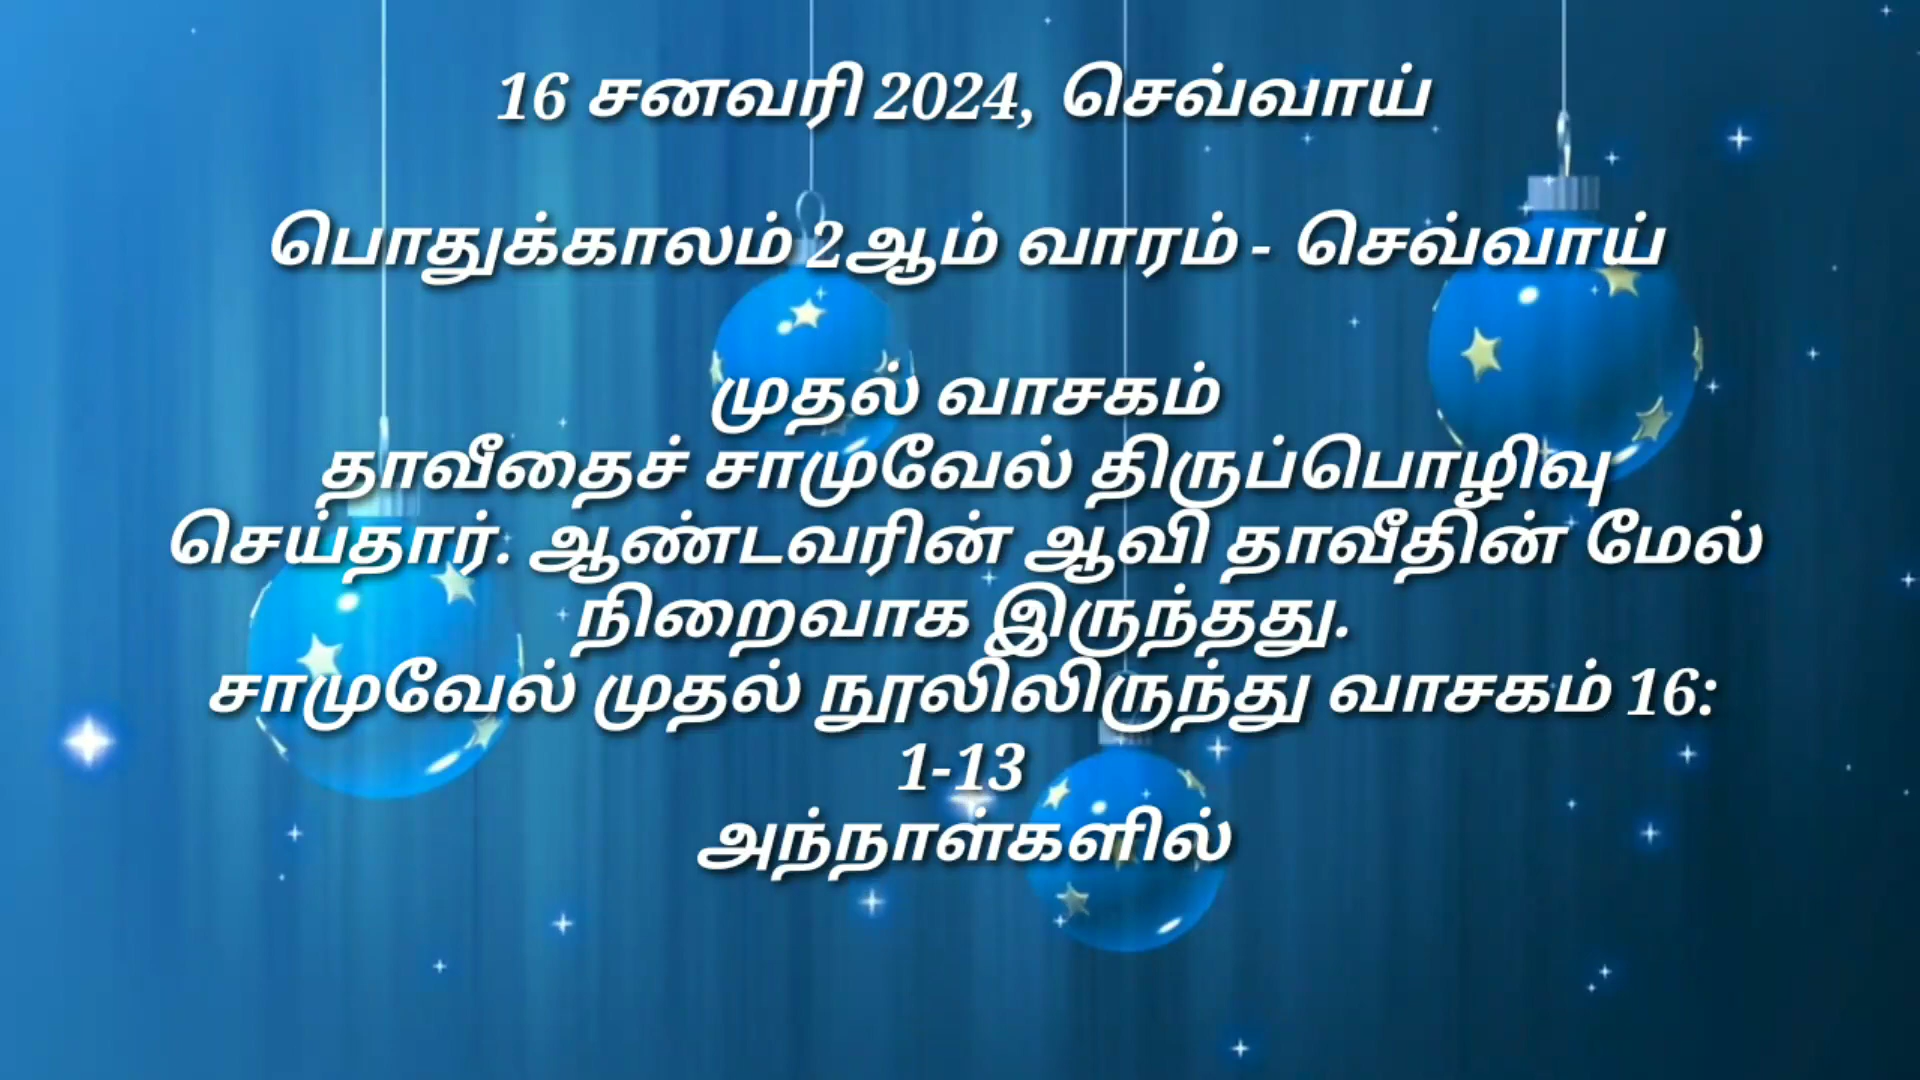 16 சனவரி 2024, செவ்வாய்
பொதுக்காலம் 2ஆம் வாரம் - செவ்வாய்
முதல் வாசகம்
தாவீதைச் சாமுவேல் திருப்பொழிவு
செய்தார். ஆண்டவரின் ஆவி தாவீதின் மேல்
நிறைவாக இருந்தது.
சாமுவேல் முதல் நூலிலிருந்து வாசகம் 16:
1-13
அந்நாள்களில்